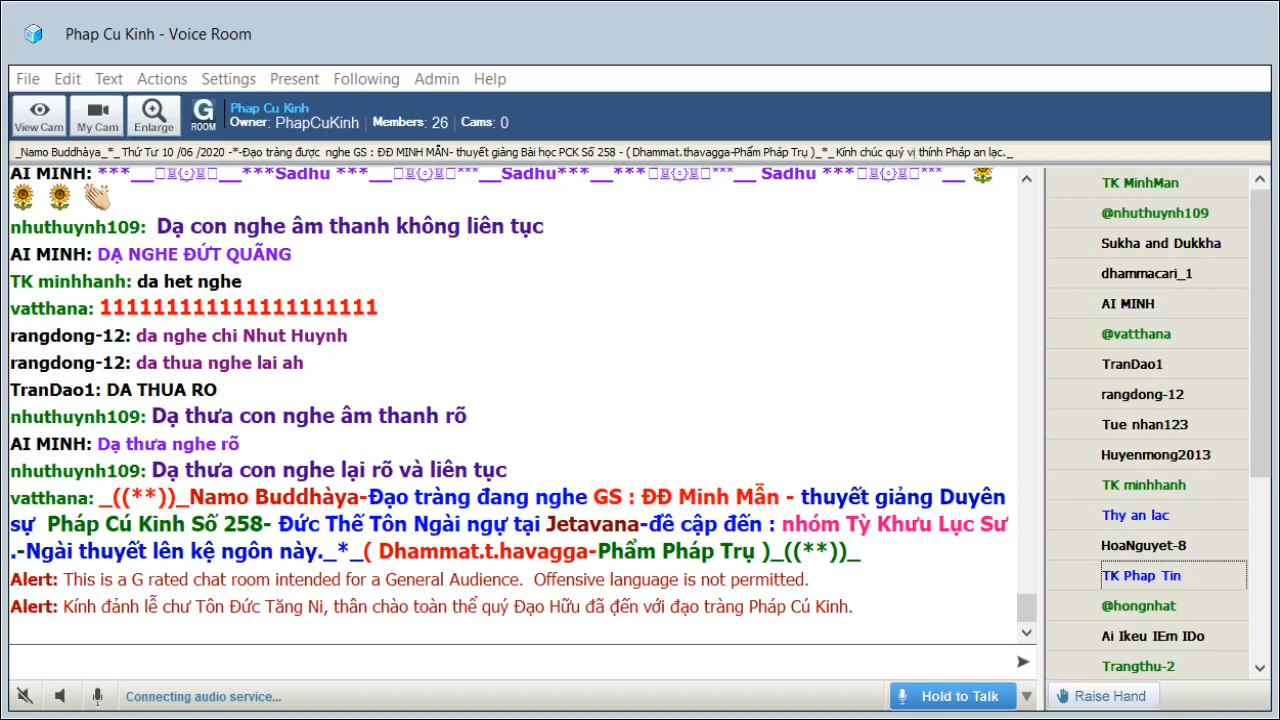 Phap Cu Kinh - Voice Room
File Edit Text Actions Settings Present Following Admin Help
View Cam My Cam Enlarge G ROOM
Phap Cu Kinh
Owner: PhapCuKinh | Members: 26 | Cams: 0
_Namo Buddhàya_*_ Thứ Tư 10 /06 /2020 -*-Đạo tràng được nghe GS : ĐĐ MINH MẪN- thuyết giảng Bài học PCK Số 258 - ( Dhammat.thavagga-Phẩm Pháp Trụ )_*_ Kính chúc quý vị thính Pháp an lạc._
AI MINH: ***__ __***Sadhu ***__ ***__Sadhu***__***__ Sadhu ***__
nhuthuynh109: Dạ con nghe âm thanh không liên tục
AI MINH: DẠ NGHE ĐỨT QUÃNG
TK minhhanh: da het nghe
vatthana: 111111111111111111111
rangdong-12: da nghe chi Nhut Huynh
rangdong-12: da thua nghe lai ah
TranDao1: DA THUA RO
nhuthuynh109: Dạ thưa con nghe âm thanh rõ
AI MINH: Dạ thưa nghe rõ
nhuthuynh109: Dạ thưa con nghe lại rõ và liên tục
vatthana: _((**))_Namo Buddhàya-Đạo tràng đang nghe GS : ĐĐ Minh Mẫn - thuyết giảng Duyên
sự Pháp Cú Kinh Số 258- Đức Thế Tôn Ngài ngự tại Jetavana-đề cập đến : nhóm Tỳ Khưu Lục Sư
.-Ngài thuyết lên kệ ngôn này._*_( Dhammat.t.havagga-Phẩm Pháp Trụ )_((**))_
Alert: This is a G rated chat room intended for a General Audience. Offensive language is not permitted.
Alert: Kính đảnh lễ chư Tôn Đức Tăng Ni, thân chào toàn thể quý Đạo Hữu đã đến với đạo tràng Pháp Cú Kinh.
TK MinhMan
@nhuthuynh109
Sukha and Dukkha
dhammacari_1
AI MINH
@vatthana
TranDao1
rangdong-12
Tue nhan123
Huyenmong2013
TK minhhanh
Thy an lac
HoaNguyet-8
TK Phap Tin
@hongnhat
Ai Ikeu IEm IDo
Trangthu-2
Connecting audio service... Hold to Talk Raise Hand